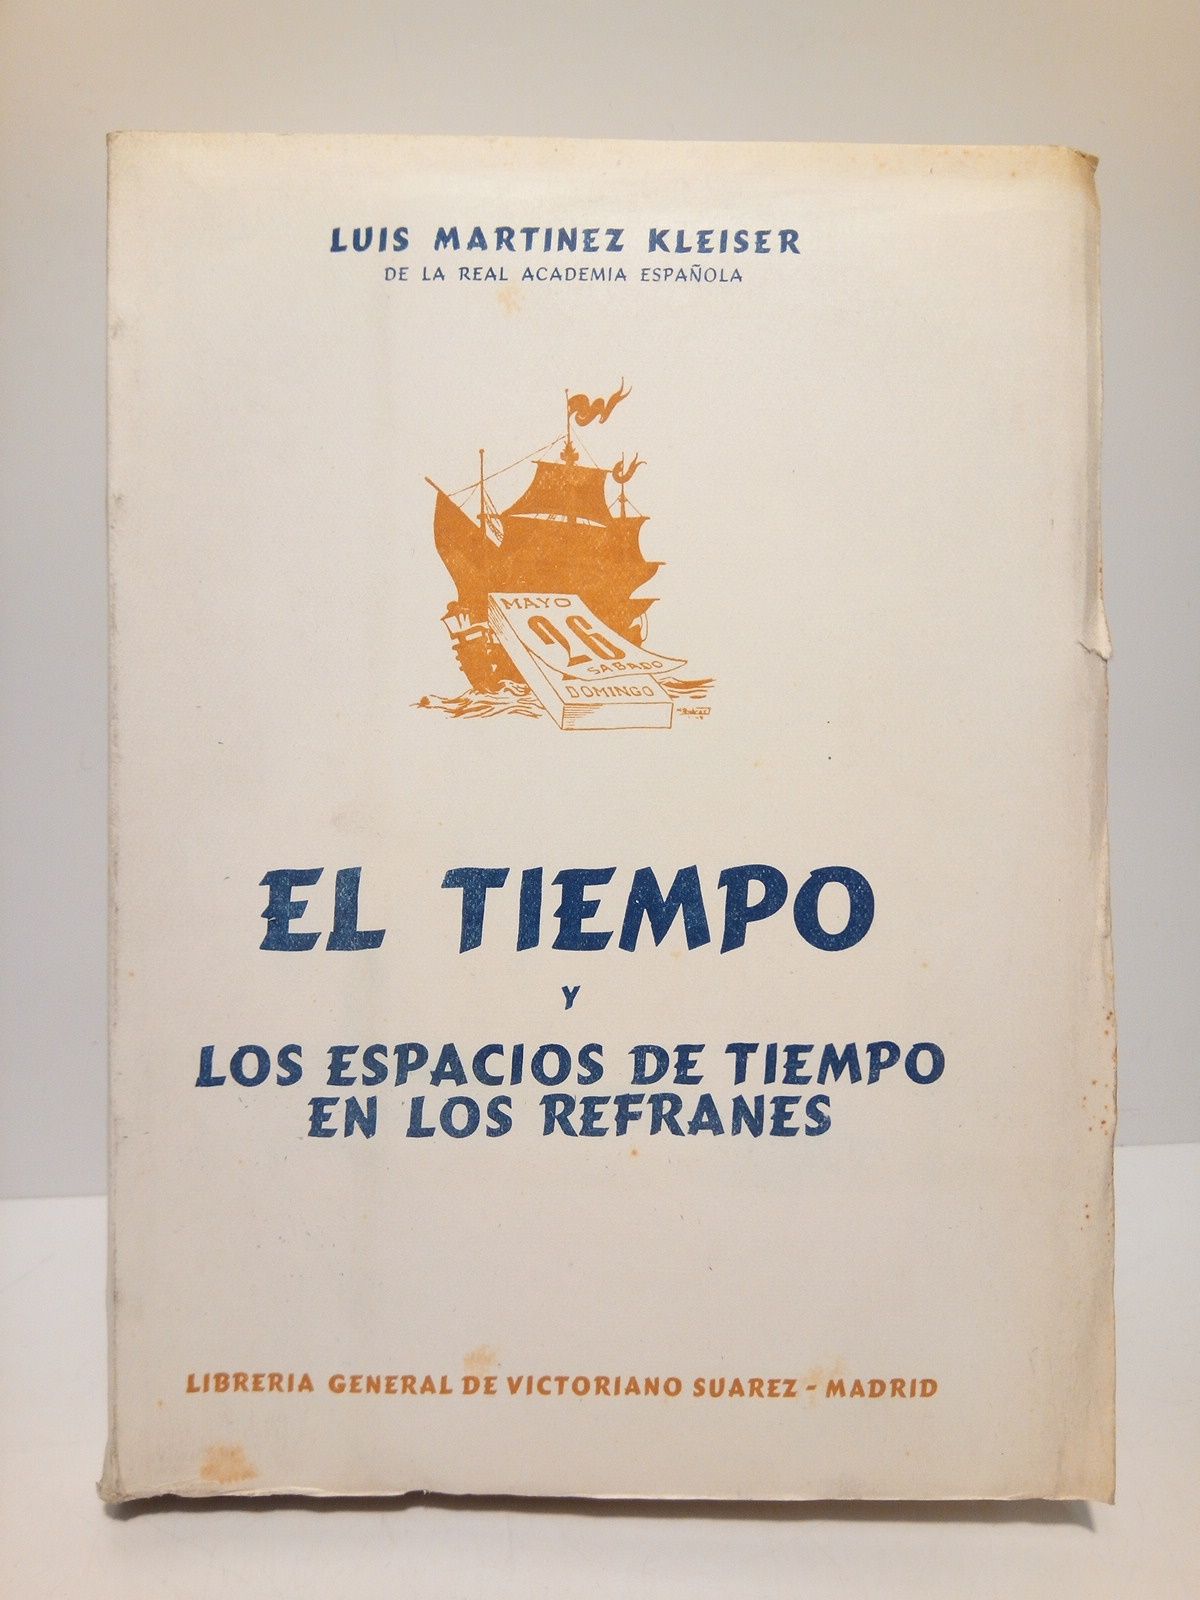 LUIS MARTINEZ KLEISER
DE LA REAL ACADEMIA ESPAÑOLA
MAYO
26
SABADO
DOMINGO
EL TIEMPO
Y
LOS ESPACIOS DE TIEMPO
EN LOS REFRANES
LIBRERIA GENERAL DE VICTORIANO SUAREZ - MADRID